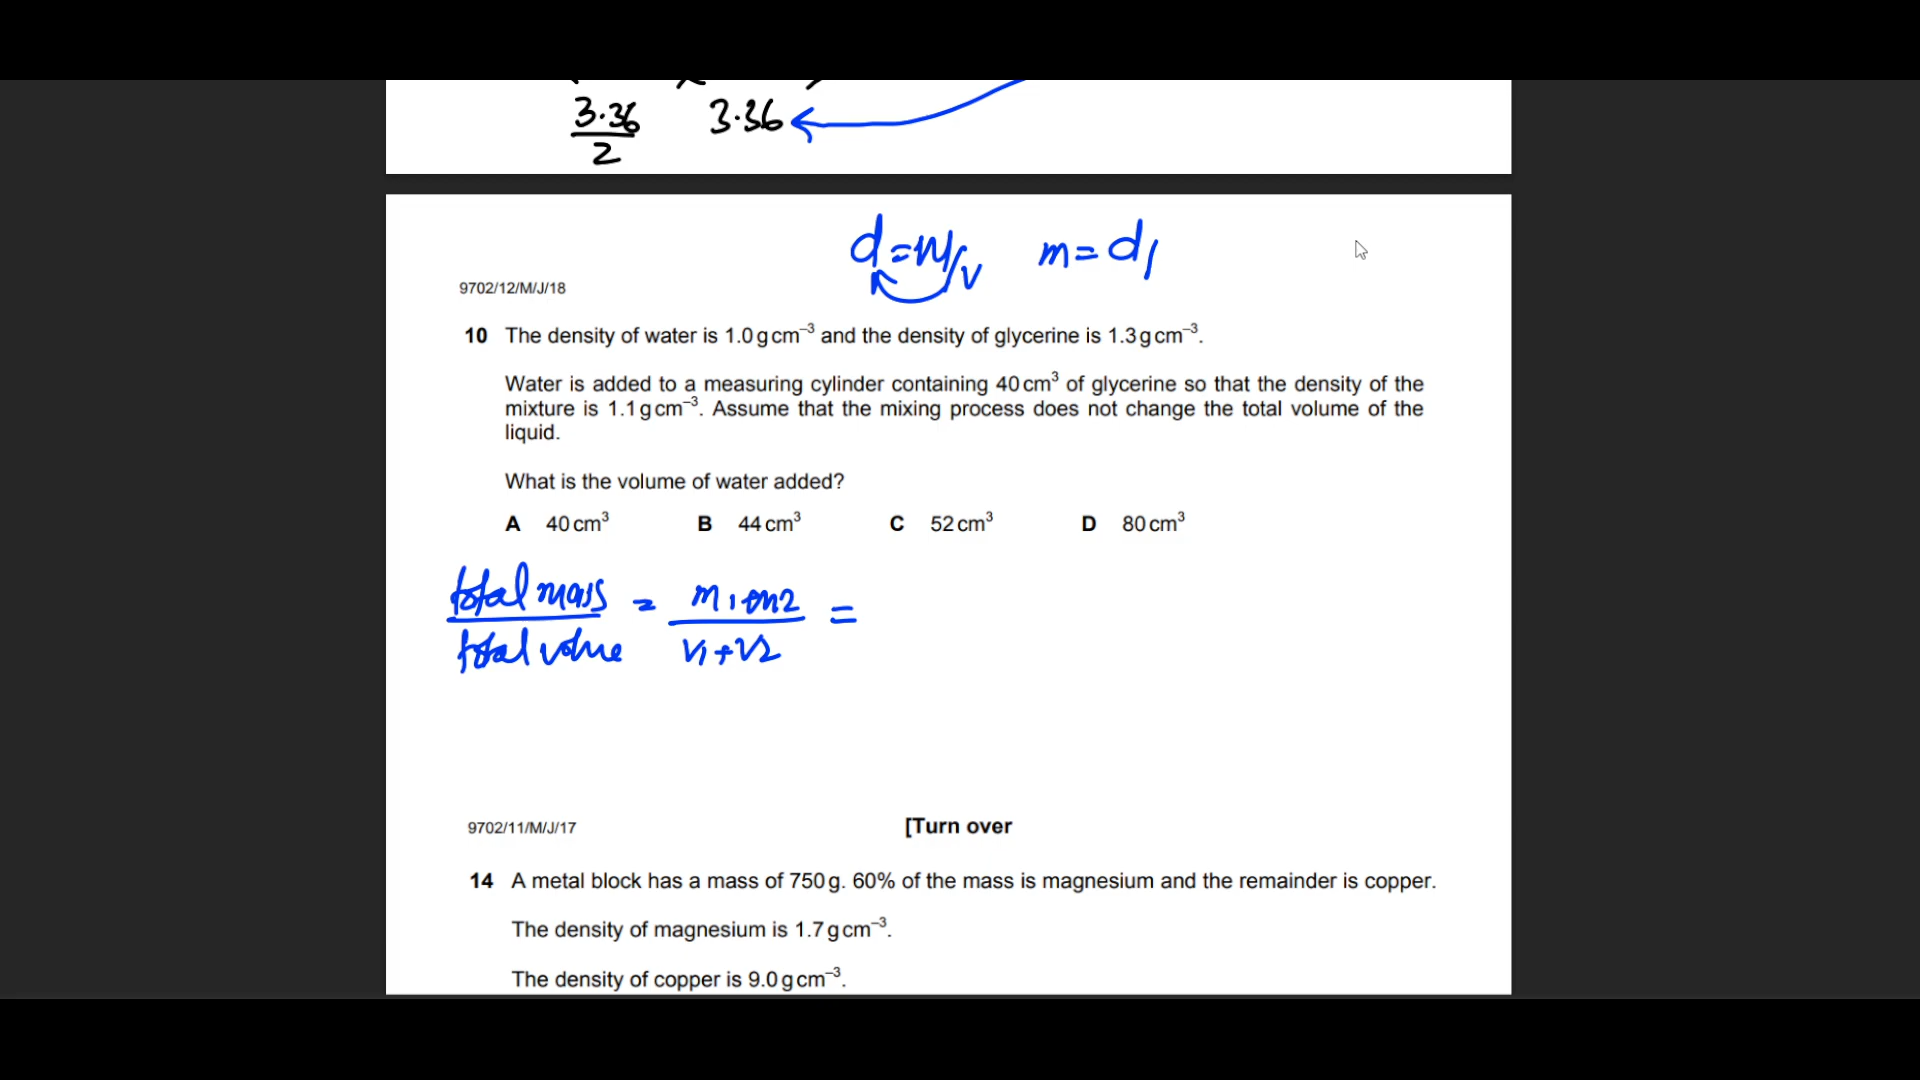 3.36 3.36
2
d = m/v m = d
9702/12/M/J/18
10 The density of water is 1.0 g cm⁻³ and the density of glycerine is 1.3 g cm⁻³.
Water is added to a measuring cylinder containing 40 cm³ of glycerine so that the density of the
mixture is 1.1 g cm⁻³. Assume that the mixing process does not change the total volume of the
liquid.
What is the volume of water added?
A 40 cm³ B 44 cm³ C 52 cm³ D 80 cm³
total mass = m1+m2 =
total volume v1+v2
9702/11/M/J/17 [Turn over
14 A metal block has a mass of 750 g. 60% of the mass is magnesium and the remainder is copper.
The density of magnesium is 1.7 g cm⁻³.
The density of copper is 9.0 g cm⁻³.